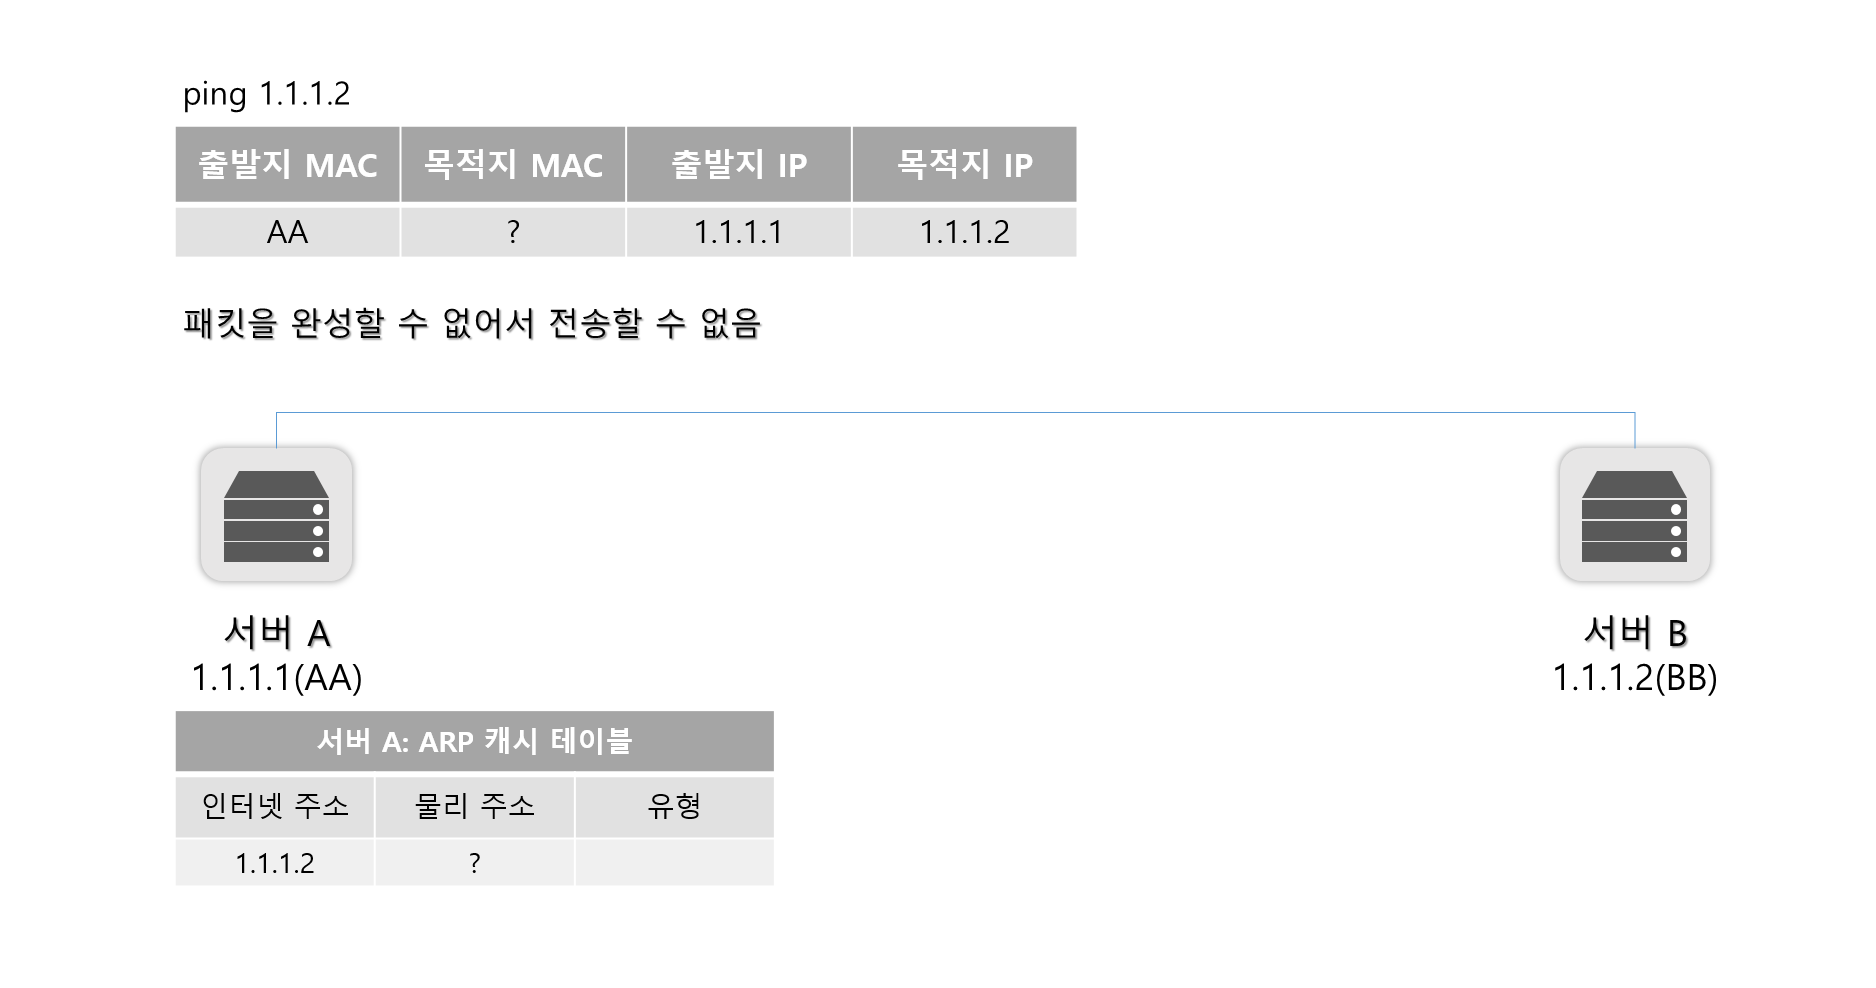 ping 1.1.1.2
출발지 MAC 목적지 MAC 출발지 IP 목적지 IP
AA ? 1.1.1.1 1.1.1.2
패킷을 완성할 수 없어서 전송할 수 없음
서버 A
1.1.1.1(AA)
서버 B
1.1.1.2(BB)
서버 A: ARP 캐시 테이블
인터넷 주소 물리 주소 유형
1.1.1.2 ?